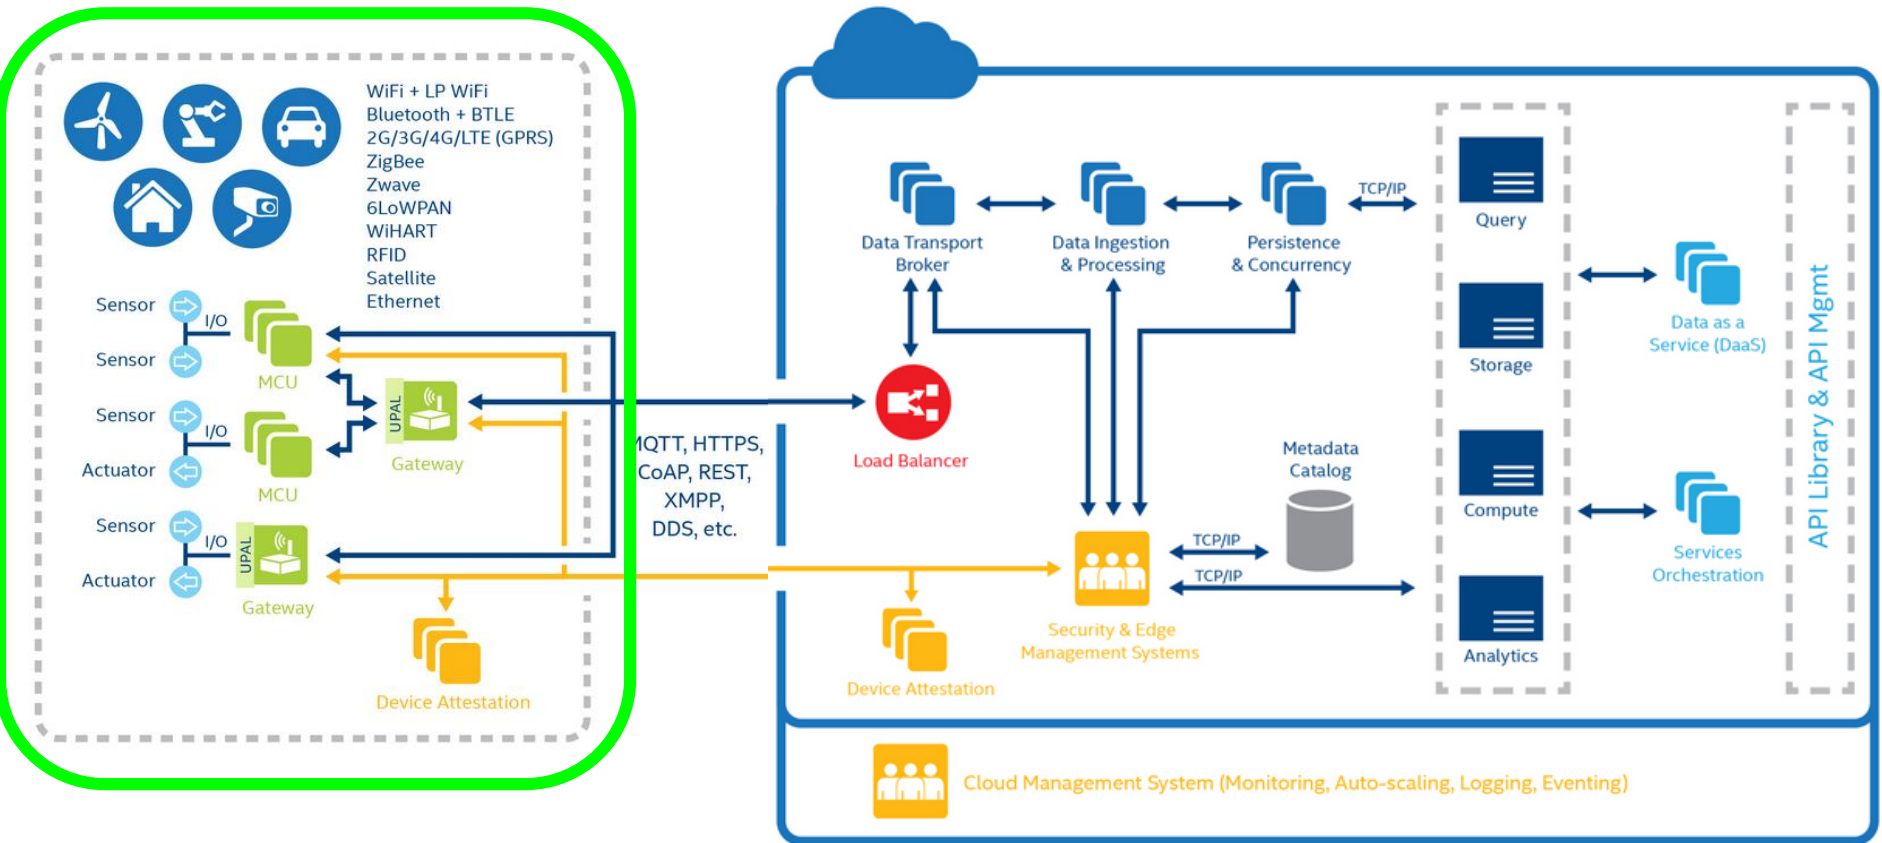 WiFi + LP WiFi
Bluetooth + BTLE
2G/3G/4G/LTE (GPRS)
ZigBee
Zwave
6LoWPAN
WiHART
RFID
Satellite
Ethernet
Sensor
I/O
Sensor
MCU
Sensor
I/O
Actuator
MCU
UPAL
Gateway
Sensor
I/O
Actuator
UPAL
Gateway
Device Attestation
MQTT, HTTPS,
CoAP, REST,
XMPP,
DDS, etc.
Data Transport
Broker
Data Ingestion
& Processing
Persistence
& Concurrency
TCP/IP
Load Balancer
Metadata
Catalog
TCP/IP
TCP/IP
Security & Edge
Management Systems
Device Attestation
Query
Storage
Compute
Analytics
Data as a
Service (DaaS)
Services
Orchestration
API Library & API Mgmt
Cloud Management System (Monitoring, Auto-scaling, Logging, Eventing)